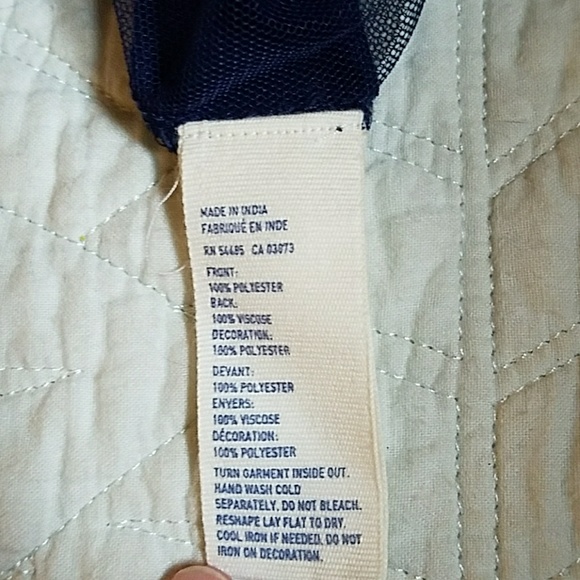 MADE IN INDIA
FABRIQUÉ EN INDE
RN 54485 CA 03073
FRONT:
100% POLYESTER
BACK:
100% VISCOSE
DECORATION:
100% POLYESTER
DEVANT:
100% POLYESTER
ENVERS:
100% VISCOSE
DÉCORATION:
100% POLYESTER
TURN GARMENT INSIDE OUT.
HAND WASH COLD
SEPARATELY. DO NOT BLEACH.
RESHAPE LAY FLAT TO DRY.
COOL IRON IF NEEDED. DO NOT
IRON ON DECORATION.